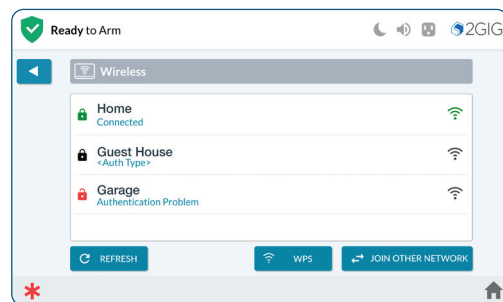 Ready to Arm
2GIG
Wireless
Home
Connected
Guest House
<Auth Type>
Garage
Authentication Problem
REFRESH
WPS
JOIN OTHER NETWORK